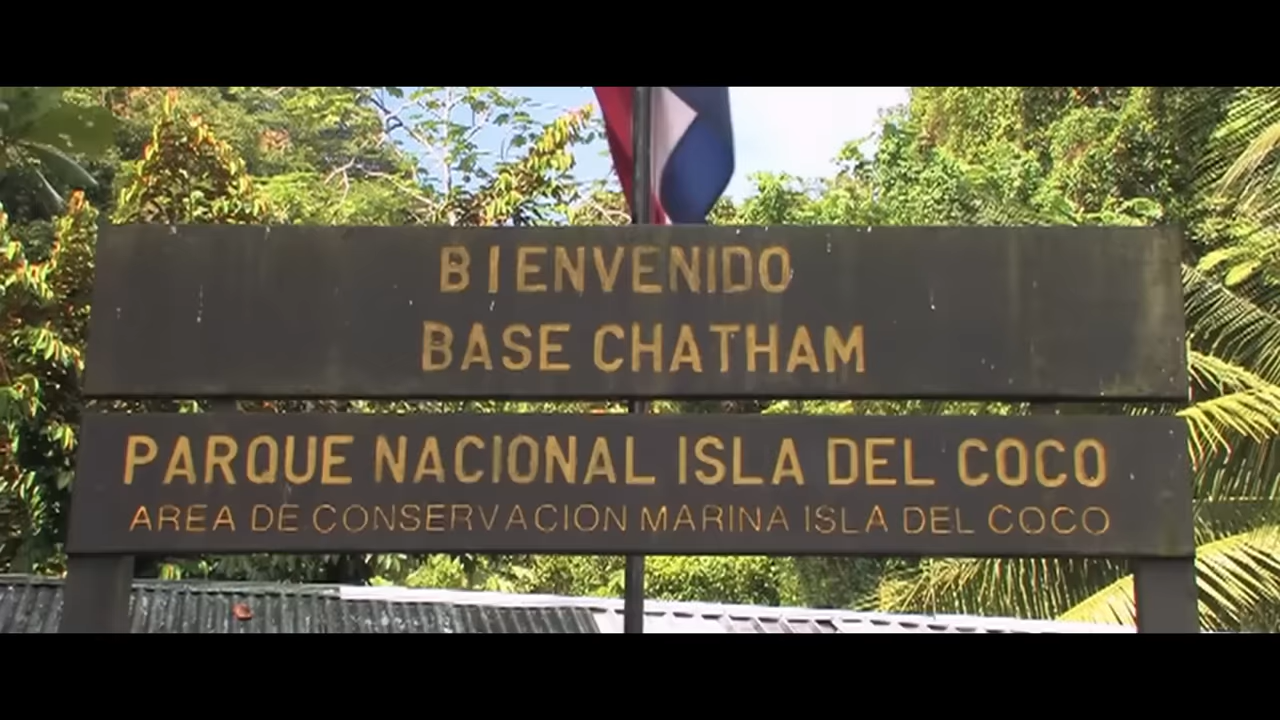 BIENVENIDO
BASE CHATHAM
PARQUE NACIONAL ISLA DEL COCO
AREA DE CONSERVACION MARINA ISLA DEL COCO